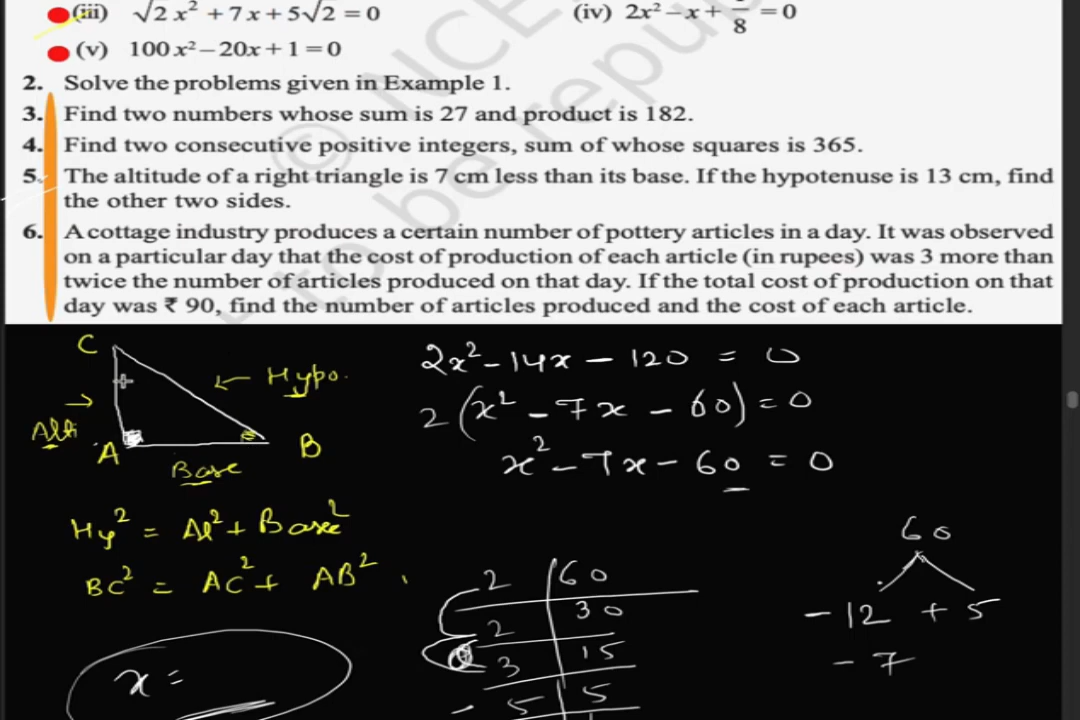 (iii) √2 x² + 7x + 5√2 = 0
(iv) 2x² – x + /8 = 0
(v) 100 x² – 20x + 1 = 0
2. Solve the problems given in Example 1.
3. Find two numbers whose sum is 27 and product is 182.
4. Find two consecutive positive integers, sum of whose squares is 365.
5. The altitude of a right triangle is 7 cm less than its base. If the hypotenuse is 13 cm, find
the other two sides.
6. A cottage industry produces a certain number of pottery articles in a day. It was observed
on a particular day that the cost of production of each article (in rupees) was 3 more than
twice the number of articles produced on that day. If the total cost of production on that
day was ₹ 90, find the number of articles produced and the cost of each article.
© NCE
to be repu
C
← Hypo.
→
Alti
A
B
Base
Hy² = Al² + Base²
BC² = AC² + AB²
x =
2x² - 14x - 120 = 0
2 (x² - 7x - 60) = 0
x² - 7x - 60 = 0
2 | 60
2 | 30
3 | 15
5 | 5
60
- 12 + 5
- 7